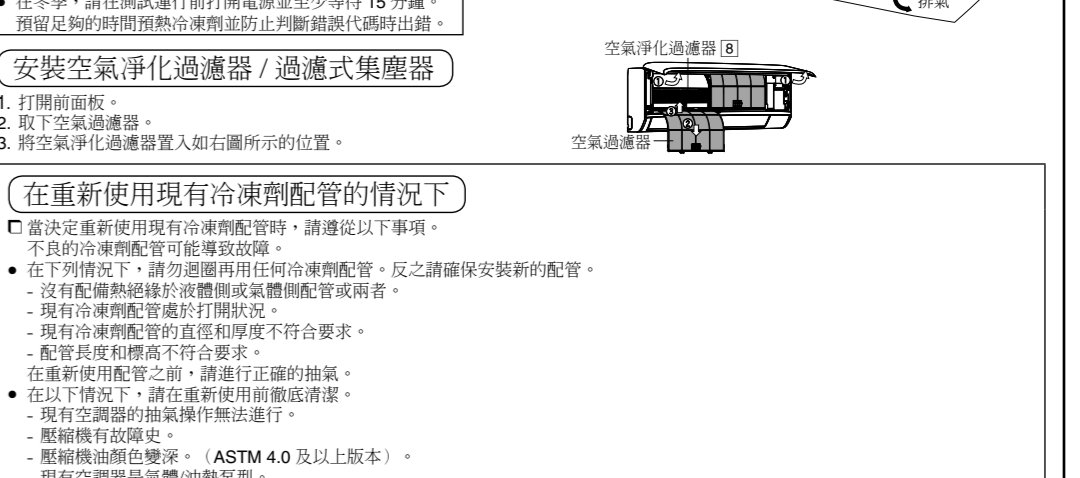 ● 在冬季，請在測試運行前打開電源並至少等待 15 分鐘。
預留足夠的時間預熱冷凍劑並防止判斷錯誤代碼時出錯。
排氣
安裝空氣凈化過濾器 / 過濾式集塵器
1. 打開前面板。
2. 取下空氣過濾器。
3. 將空氣淨化過濾器置入如右圖所示的位置。
空氣淨化過濾器 8
① ①
③
②
空氣過濾器
在重新使用現有冷凍劑配管的情況下
□ 當決定重新使用現有冷凍劑配管時，請遵從以下事項。
不良的冷凍劑配管可能導致故障。
● 在下列情況下，請勿迴圈再用任何冷凍劑配管。反之請確保安裝新的配管。
- 沒有配備熱絕緣於液體側或氣體側配管或兩者。
- 現有冷凍劑配管處於打開狀況。
- 現有冷凍劑配管的直徑和厚度不符合要求。
- 配管長度和標高不符合要求。
在重新使用配管之前，請進行正確的抽氣。
● 在以下情況下，請在重新使用前徹底清潔。
- 現有空調器的抽氣操作無法進行。
- 壓縮機有故障史。
- 壓縮機油顏色變深。（ASTM 4.0 及以上版本）。
- 現有空調器是氣體/油熱泵型。